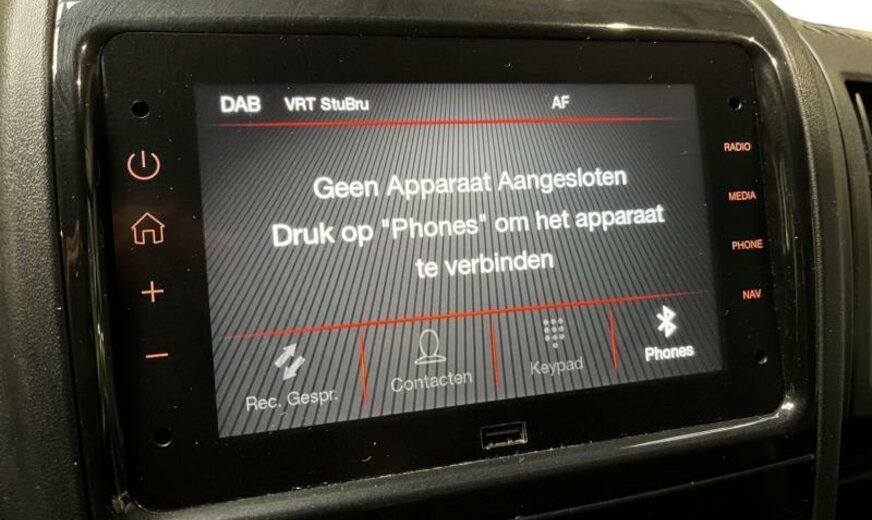 DAB VRT StuBru AF
Geen Apparaat Aangesloten
Druk op "Phones" om het apparaat
te verbinden
Rec. Gespr. Contacten Keypad Phones
RADIO
MEDIA
PHONE
NAV